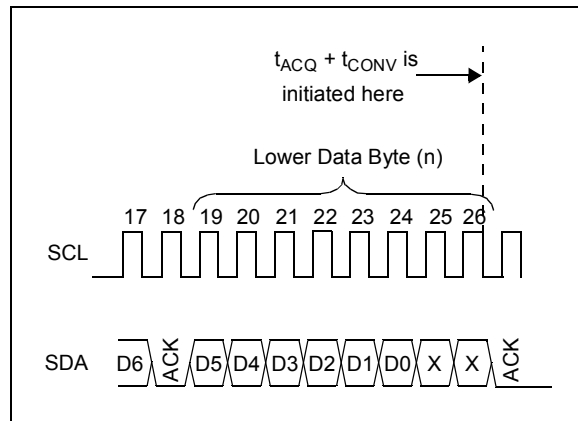 tACQ + tCONV is
initiated here
Lower Data Byte (n)
17 18 19 20 21 22 23 24 25 26
SCL
SDA D6 ACK D5 D4 D3 D2 D1 D0 X X ACK